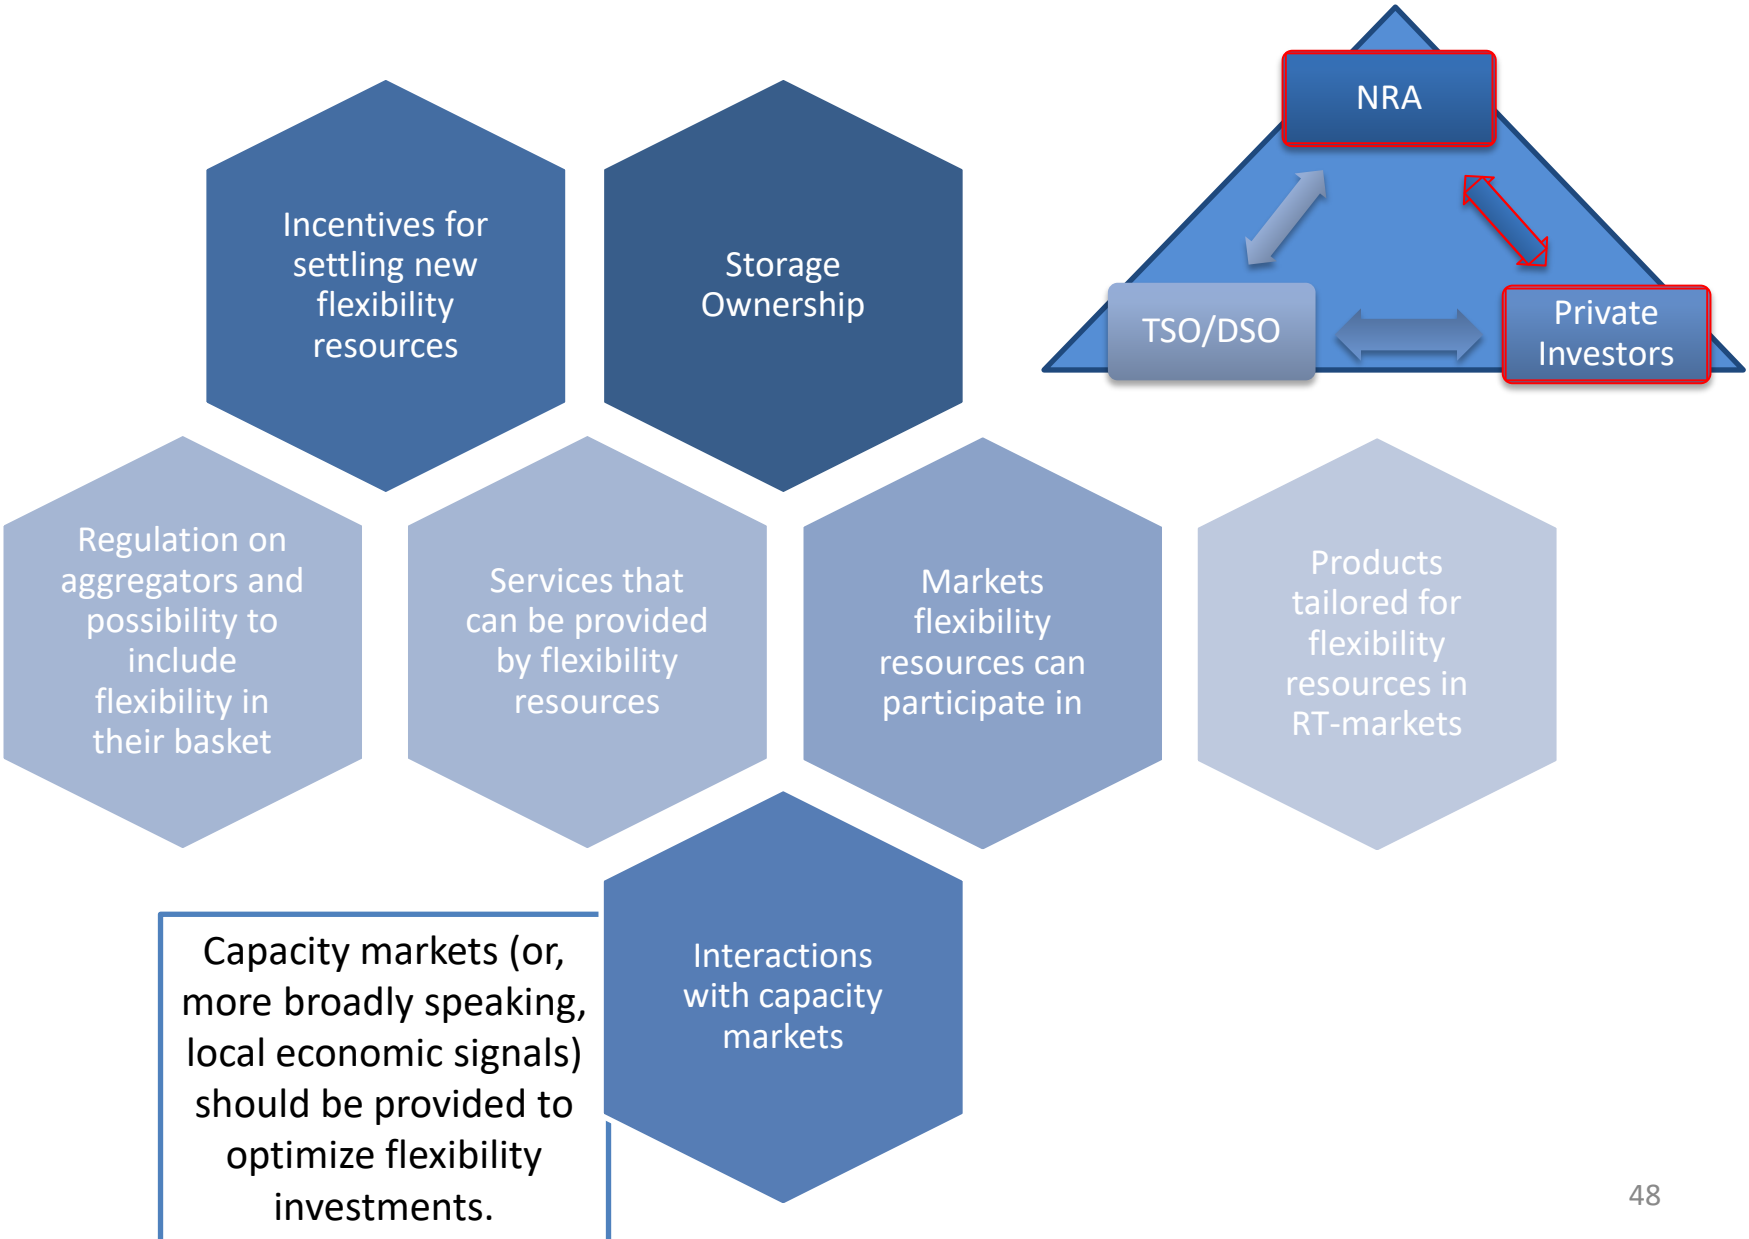 NRA
TSO/DSO
Private
Investors
Incentives for
settling new
flexibility
resources
Storage
Ownership
Regulation on
aggregators and
possibility to
include
flexibility in
their basket
Services that
can be provided
by flexibility
resources
Markets
flexibility
resources can
participate in
Products
tailored for
flexibility
resources in
RT-markets
Interactions
with capacity
markets
Capacity markets (or,
more broadly speaking,
local economic signals)
should be provided to
optimize flexibility
investments.
48